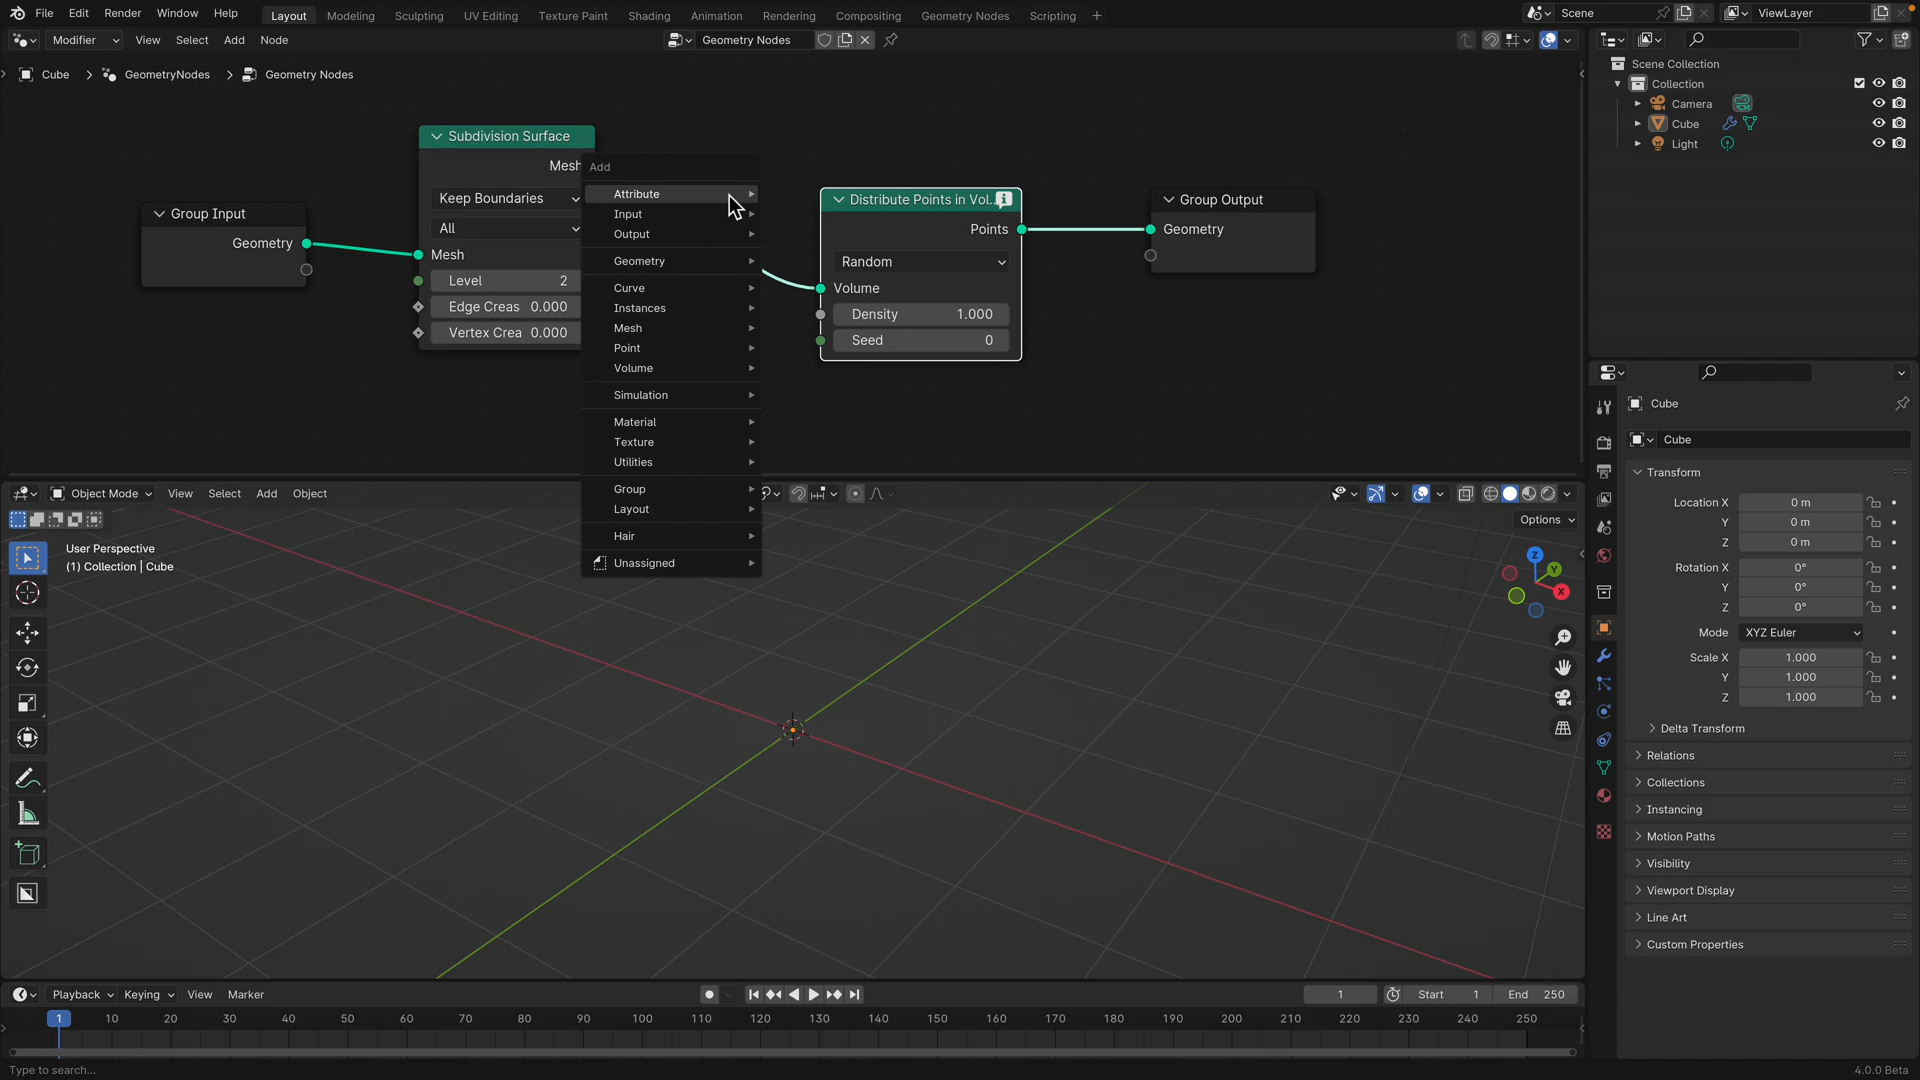 File Edit Render Window Help Layout Modeling Sculpting UV Editing Texture Paint Shading Animation Rendering Compositing Geometry Nodes Scripting + Scene ViewLayer
Modifier View Select Add Node Geometry Nodes
Cube > GeometryNodes > Geometry Nodes
Group Input
Geometry
Subdivision Surface
Mesh
Keep Boundaries
All
Mesh
Level 2
Edge Creas 0.000
Vertex Crea 0.000
Add
Attribute
Input
Output
Geometry
Curve
Instances
Mesh
Point
Volume
Simulation
Material
Texture
Utilities
Group
Layout
Hair
Unassigned
Distribute Points in Vol...
Points
Random
Volume
Density 1.000
Seed 0
Group Output
Geometry
Object Mode View Select Add Object
Options
User Perspective
(1) Collection | Cube
Z
Y
X
Scene Collection
Collection
Camera
Cube
Light
Cube
Cube
Transform
Location X 0 m
Y 0 m
Z 0 m
Rotation X 0°
Y 0°
Z 0°
Mode XYZ Euler
Scale X 1.000
Y 1.000
Z 1.000
Delta Transform
Relations
Collections
Instancing
Motion Paths
Visibility
Viewport Display
Line Art
Custom Properties
Playback Keying View Marker 1 Start 1 End 250
1 10 20 30 40 50 60 70 80 90 100 110 120 130 140 150 160 170 180 190 200 210 220 230 240 250
Type to search... 4.0.0 Beta